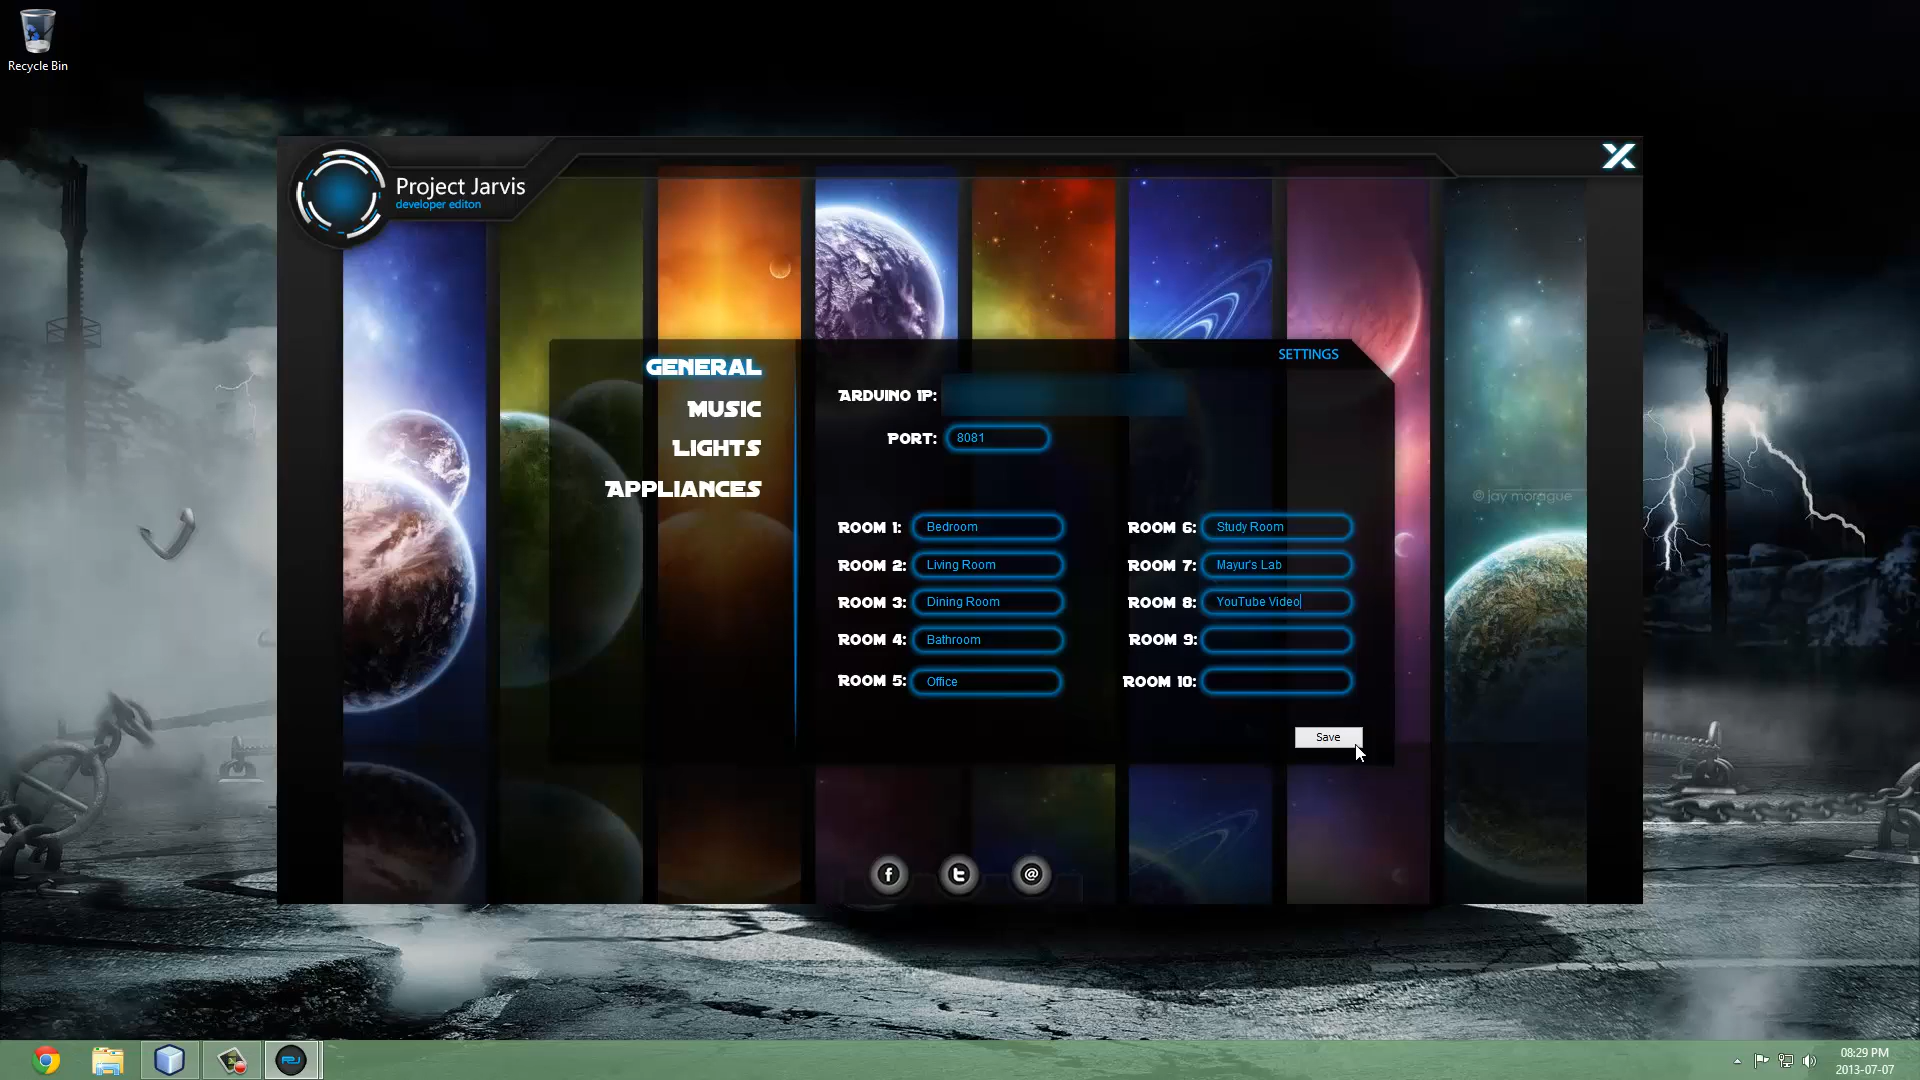 Recycle Bin
Project Jarvis
developer editon
SETTINGS
GENERAL
MUSIC
LIGHTS
APPLIANCES
ARDUINO IP:
PORT: 8081
ROOM 1: Bedroom
ROOM 2: Living Room
ROOM 3: Dining Room
ROOM 4: Bathroom
ROOM 5: Office
ROOM 6: Study Room
ROOM 7: Mayur's Lab
ROOM 8: YouTube Video
ROOM 9:
ROOM 10:
Save
© jay morague
08:29 PM
2013-07-07